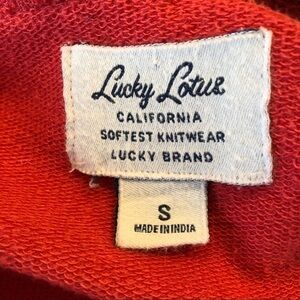 Lucky Lotus
CALIFORNIA
SOFTEST KNITWEAR
LUCKY BRAND
S
MADE IN INDIA